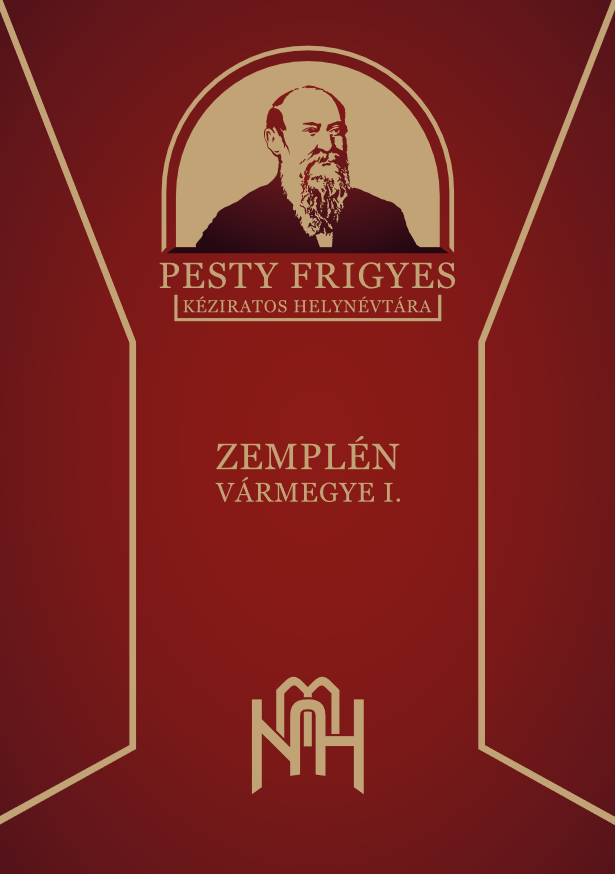 PESTY FRIGYES
KÉZIRATOS HELYNÉVTÁRA
ZEMPLÉN
VÁRMEGYE I.